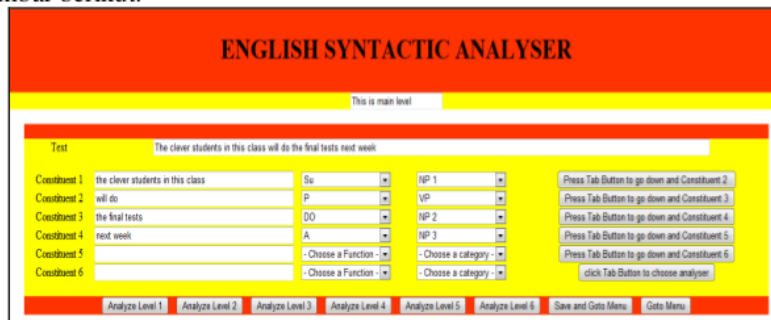 ENGLISH SYNTACTIC ANALYSER
This is main level
Text The clever students in this class will do the final tests next week
Constituent 1 the clever students in this class Su NP 1 Press Tab Button to go down and Constituent 2
Constituent 2 will do P VP Press Tab Button to go down and Constituent 3
Constituent 3 the final tests DO NP 2 Press Tab Button to go down and Constituent 4
Constituent 4 next week A NP 3 Press Tab Button to go down and Constituent 5
Constituent 5 - Choose a Function - - Choose a category - Press Tab Button to go down and Constituent 6
Constituent 6 - Choose a Function - - Choose a category - click Tab Button to choose analyser
Analyze Level 1 Analyze Level 2 Analyze Level 3 Analyze Level 4 Analyze Level 5 Analyze Level 6 Save and Goto Menu Goto Menu